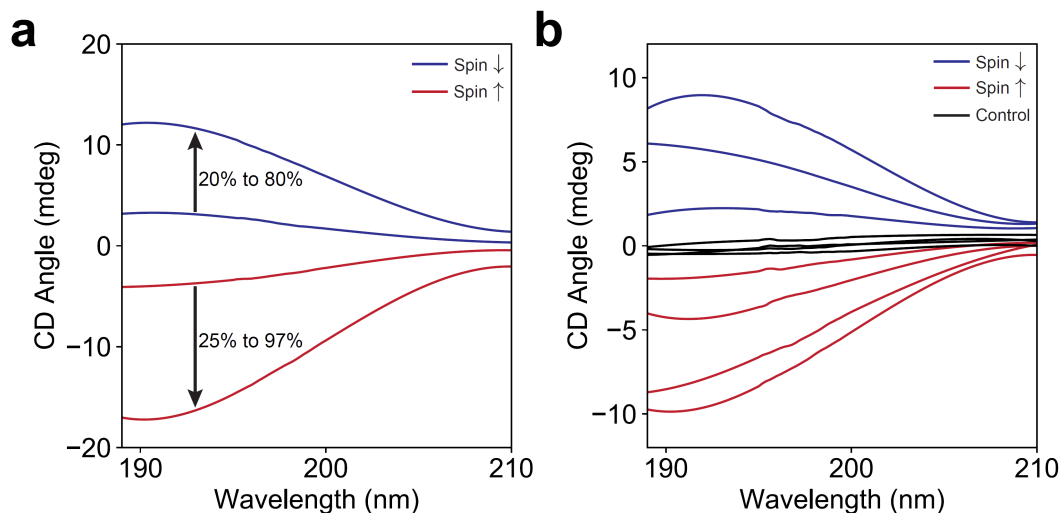 a
20
10
0
−10
−20
CD Angle (mdeg)
Spin ↓
Spin ↑
20% to 80%
25% to 97%
190
200
210
Wavelength (nm)
b
10
5
0
−5
−10
CD Angle (mdeg)
Spin ↓
Spin ↑
Control
190
200
210
Wavelength (nm)